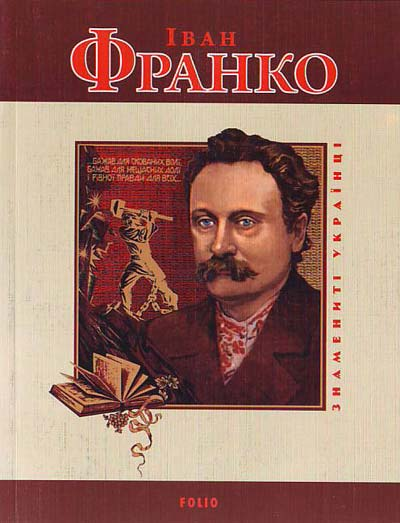 Іван
Франко
...БАЖАВ ДЛЯ СКОВАНИХ ВОЛІ,
БАЖАВ ДЛЯ НЕЩАСНИХ ДОЛІ
І РІВНОЇ ПРАВДИ ДЛЯ ВСІХ...
ЗНАМЕНИТІ УКРАЇНЦІ
FOLIO